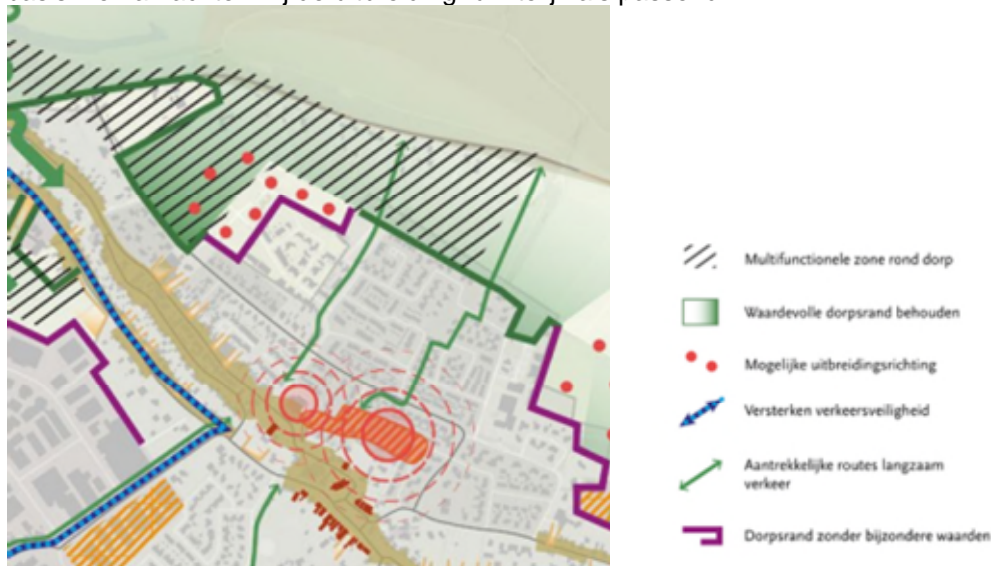 Multifunctionele zone rond dorp
Waardevolle dorpsrand behouden
Mogelijke uitbreidingsrichting
Versterken verkeersveiligheid
Aantrekkelijke routes langzaam
verkeer
Dorpsrand zonder bijzondere waarden